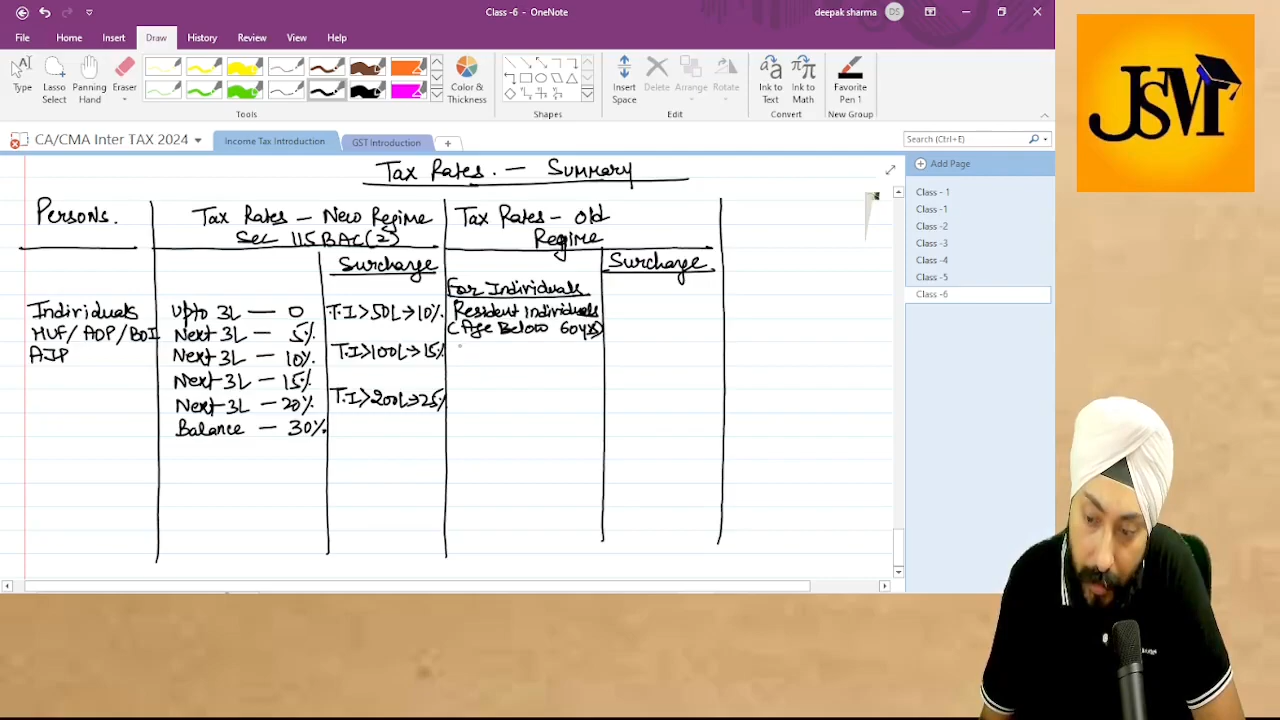 Class -6 - OneNote
deepak sharma
DS
File
Home
Insert
Draw
History
Review
View
Help
Type
Lasso Select
Panning Hand
Eraser
Color & Thickness
Insert Space
Delete
Arrange
Rotate
Ink to Text
Ink to Math
Favorite Pen 1
Tools
Shapes
Edit
Convert
New Group
CA/CMA Inter TAX 2024
Income Tax Introduction
GST Introduction
Search (Ctrl+E)
Add Page
Class - 1
Class -1
Class -2
Class -3
Class -4
Class -5
Class -6
JSM
Tax Rates. - Summary
Persons.
Tax Rates - New Regime
Sec 115BAC(2)
Tax Rates - Old
Regime
Surcharge
Surcharge
For Individuals
Individuals
HUF/AOP/BOI
AJP
Upto 3L — 0
Next 3L — 5%
Next 3L — 10%.
Next 3L — 15%
Next 3L — 20%
Balance — 30%.
T.I>50L→10%.
T.I>100L→15%
T.I>200L→25%
Resident Individuals
(Age Below 60yrs)